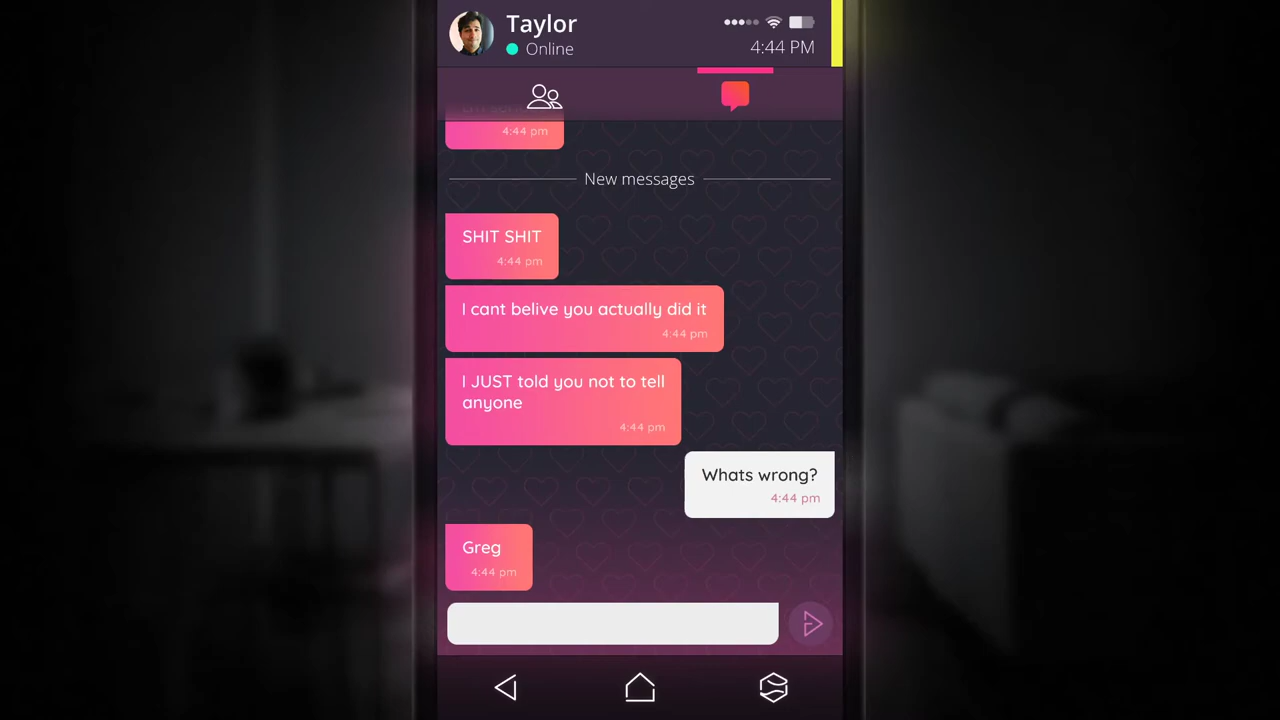 Taylor
Online
4:44 PM
4:44 pm
New messages
SHIT SHIT
4:44 pm
I cant belive you actually did it
4:44 pm
I JUST told you not to tell
anyone
4:44 pm
Whats wrong?
4:44 pm
Greg
4:44 pm